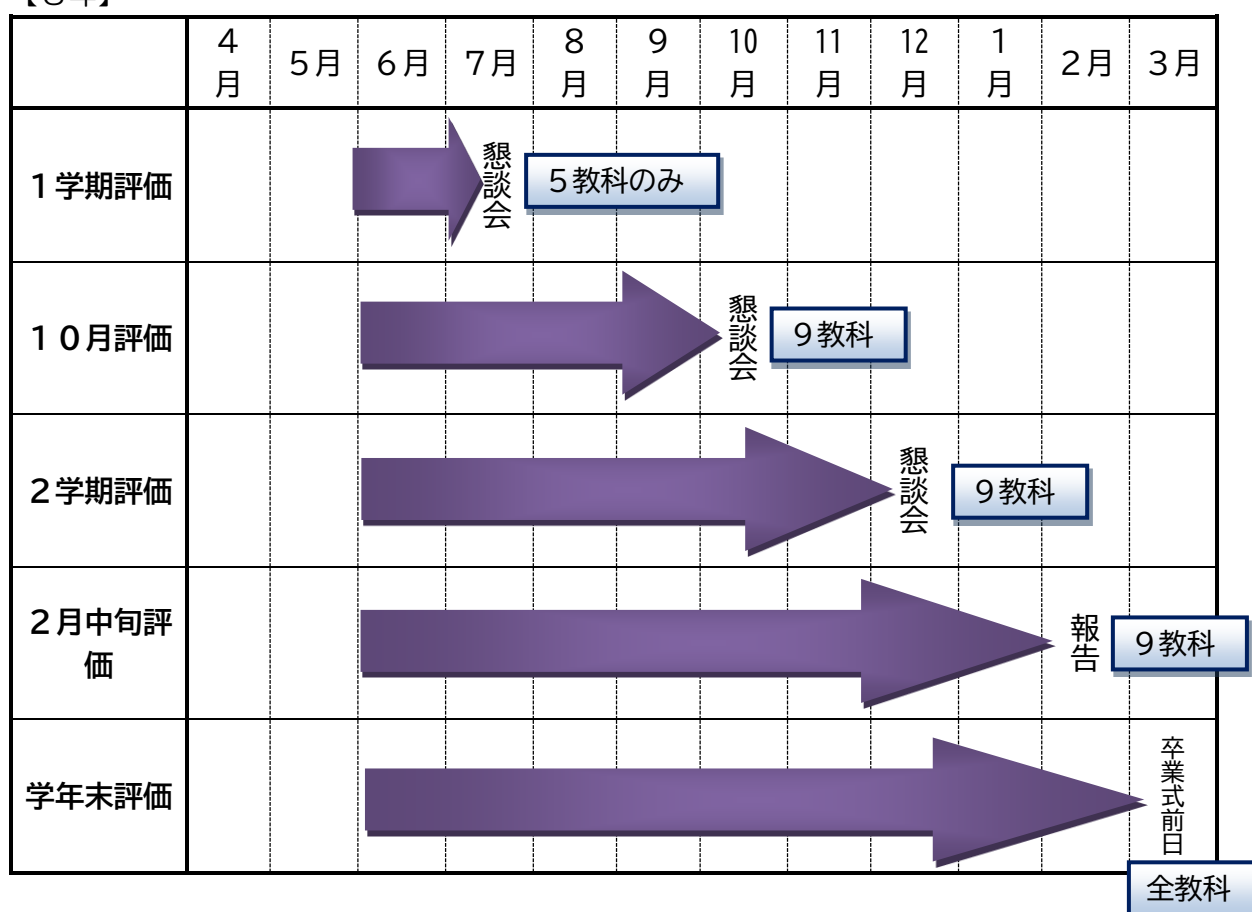 4月 5月 6月 7月 8月 9月 10月 11月 12月 1月 2月 3月
1学期評価 懇談会 5教科のみ
10月評価 懇談会 9教科
2学期評価 懇談会 9教科
2月中旬評
価
報告 9教科
学年末評価 卒業式前日
全教科